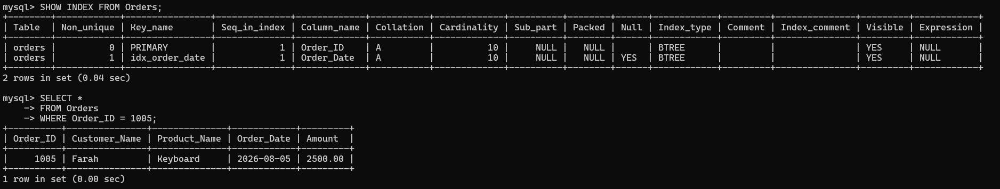 mysql> SHOW INDEX FROM Orders;
+--------+------------+----------------+--------------+-------------+-----------+-------------+----------+--------+------+------------+---------+---------------+---------+------------+
| Table  | Non_unique | Key_name       | Seq_in_index | Column_name | Collation | Cardinality | Sub_part | Packed | Null | Index_type | Comment | Index_comment | Visible | Expression |
+--------+------------+----------------+--------------+-------------+-----------+-------------+----------+--------+------+------------+---------+---------------+---------+------------+
| orders |          0 | PRIMARY        |            1 | Order_ID    | A         |          10 |     NULL |   NULL |      | BTREE      |         |               | YES     | NULL       |
| orders |          1 | idx_order_date |            1 | Order_Date  | A         |          10 |     NULL |   NULL | YES  | BTREE      |         |               | YES     | NULL       |
+--------+------------+----------------+--------------+-------------+-----------+-------------+----------+--------+------+------------+---------+---------------+---------+------------+
2 rows in set (0.04 sec)

mysql> SELECT *
    -> FROM Orders
    -> WHERE Order_ID = 1005;
+----------+---------------+--------------+------------+---------+
| Order_ID | Customer_Name | Product_Name | Order_Date | Amount  |
+----------+---------------+--------------+------------+---------+
|     1005 | Farah         | Keyboard     | 2026-08-05 | 2500.00 |
+----------+---------------+--------------+------------+---------+
1 row in set (0.00 sec)